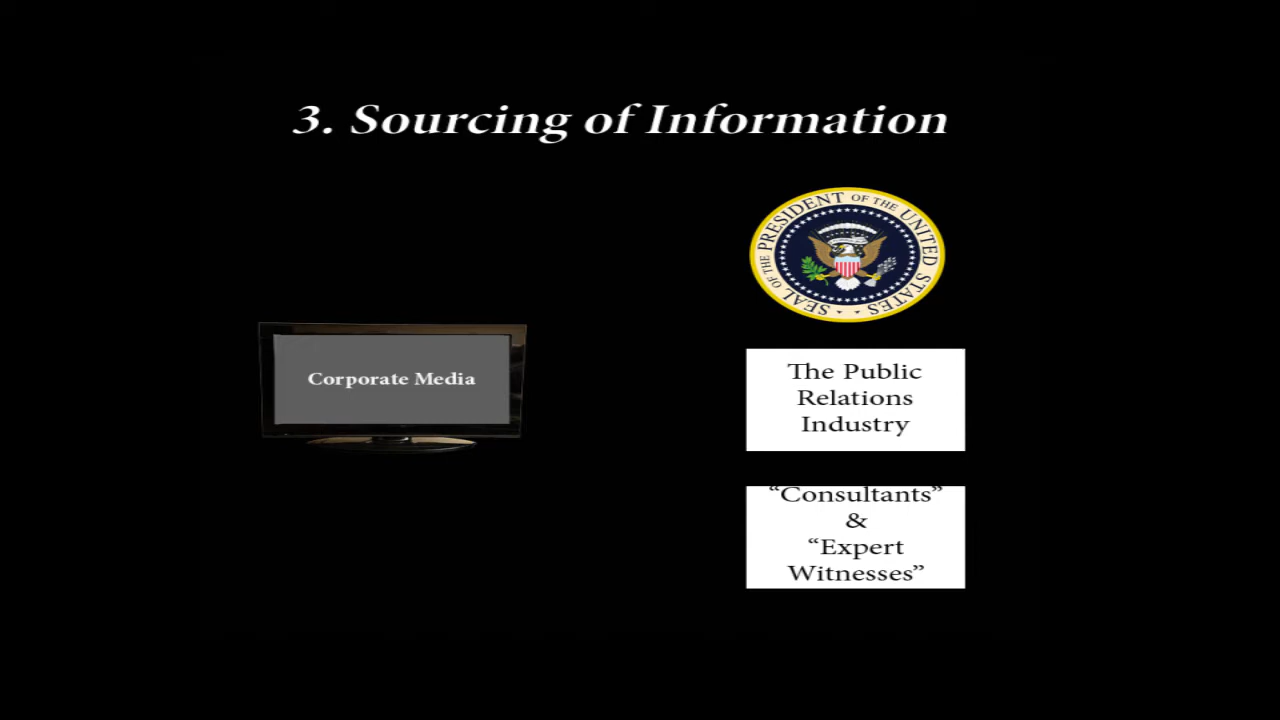 3. Sourcing of Information
SEAL OF THE PRESIDENT OF THE UNITED STATES
Corporate Media
The Public
Relations
Industry
“Consultants”
&
“Expert
Witnesses”